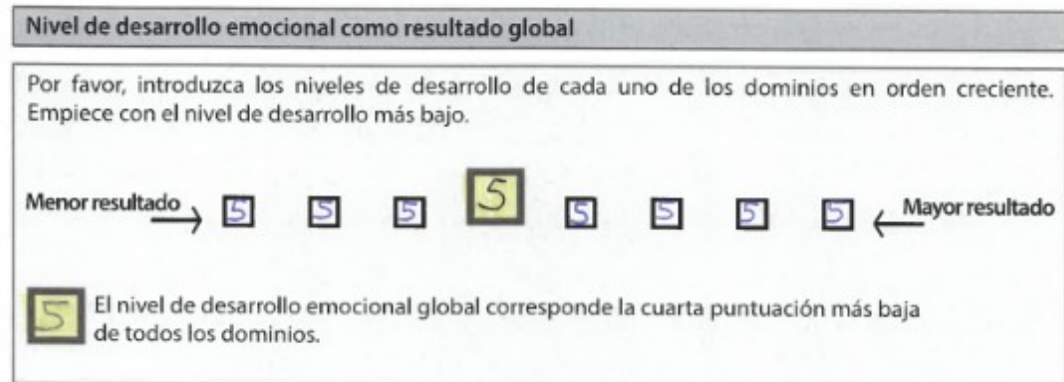 Nivel de desarrollo emocional como resultado global
Por favor, introduzca los niveles de desarrollo de cada uno de los dominios en orden creciente.
Empiece con el nivel de desarrollo más bajo.
Menor resultado → 5 5 5 5 5 5 5 5 ← Mayor resultado
5 El nivel de desarrollo emocional global corresponde la cuarta puntuación más baja
de todos los dominios.